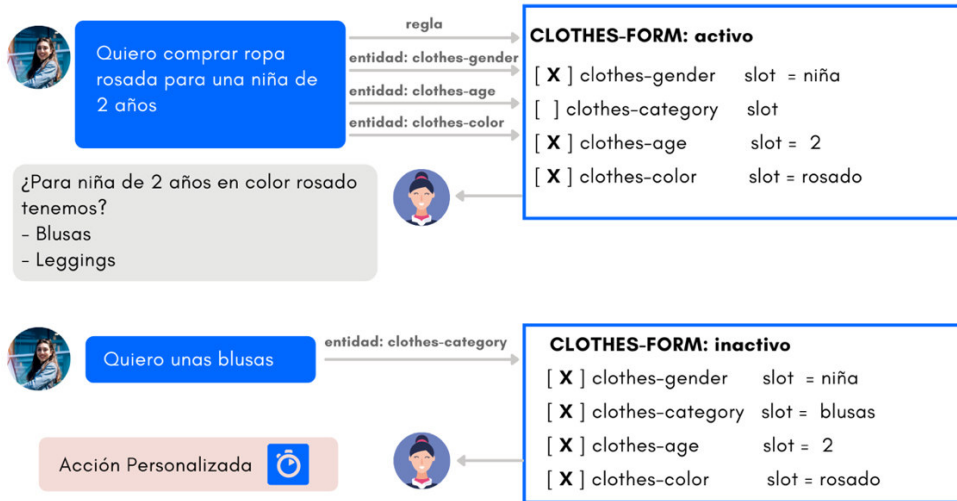 regla
entidad: clothes-gender
entidad: clothes-age
entidad: clothes-color
Quiero comprar ropa
rosada para una niña de
2 años
CLOTHES-FORM: activo
[ X ] clothes-gender slot = niña
[ ] clothes-category slot
[ X ] clothes-age slot = 2
[ X ] clothes-color slot = rosado
¿Para niña de 2 años en color rosado
tenemos?
- Blusas
- Leggings
Quiero unas blusas
entidad: clothes-category
CLOTHES-FORM: inactivo
[ X ] clothes-gender slot = niña
[ X ] clothes-category slot = blusas
[ X ] clothes-age slot = 2
[ X ] clothes-color slot = rosado
Acción Personalizada